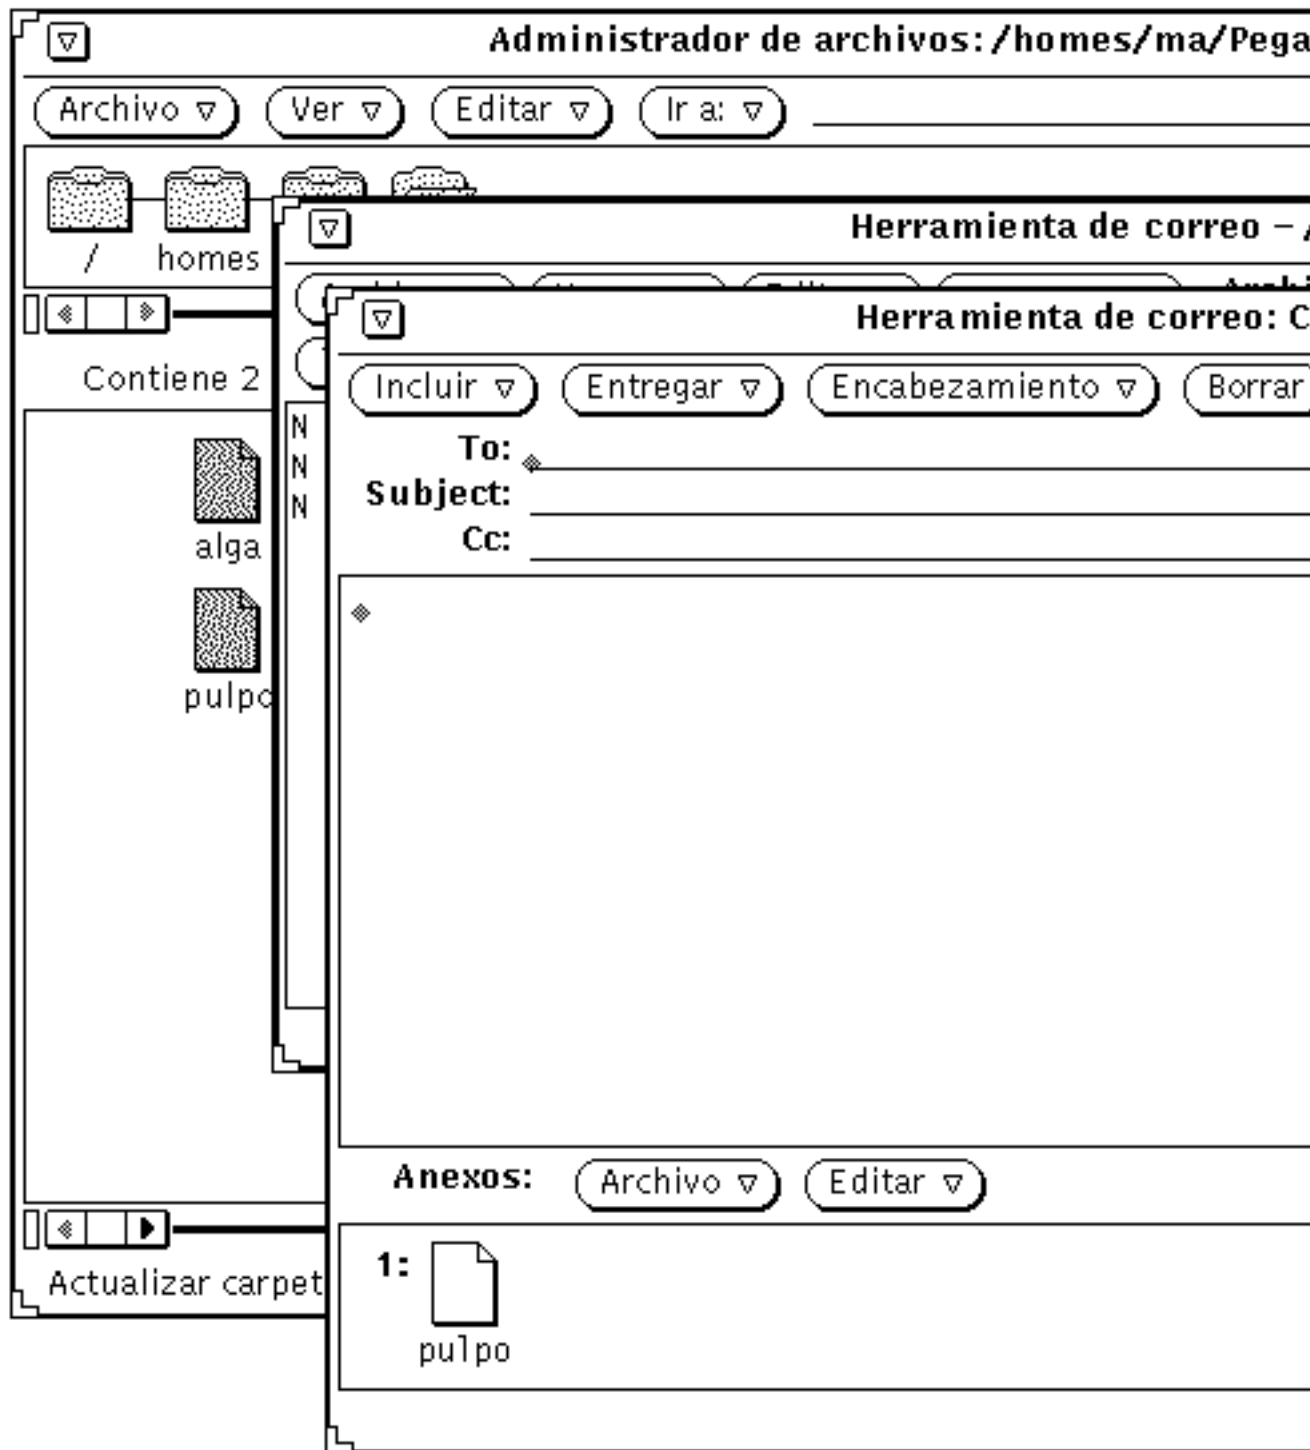 Administrador de archivos: /homes/ma/Pega
Archivo Ver Editar Ir a:
/ homes
Herramienta de correo – /
Contiene 2
Herramienta de correo: C
Incluir Entregar Encabezamiento Borrar
N
N
N
To:
Subject:
Cc:
alga
pulpo
Anexos: Archivo Editar
Actualizar carpet
1:
pulpo